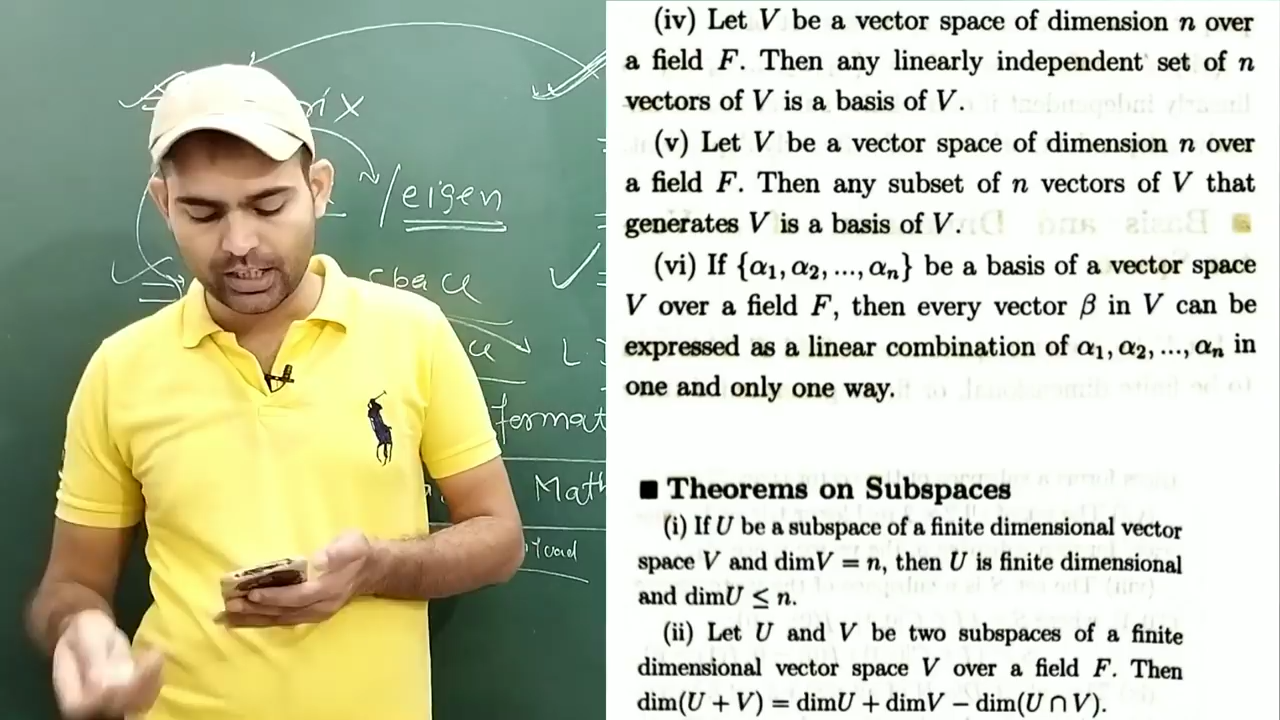 rix
/eigen
space
L.
format
Math
(iv) Let V be a vector space of dimension n over
a field F. Then any linearly independent set of n
vectors of V is a basis of V.
(v) Let V be a vector space of dimension n over
a field F. Then any subset of n vectors of V that
generates V is a basis of V.
(vi) If {α₁, α₂, ..., αₙ} be a basis of a vector space
V over a field F, then every vector β in V can be
expressed as a linear combination of α₁, α₂, ..., αₙ in
one and only one way.
■ Theorems on Subspaces
(i) If U be a subspace of a finite dimensional vector
space V and dimV = n, then U is finite dimensional
and dimU ≤ n.
(ii) Let U and V be two subspaces of a finite
dimensional vector space V over a field F. Then
dim(U + V) = dimU + dimV − dim(U ∩ V).